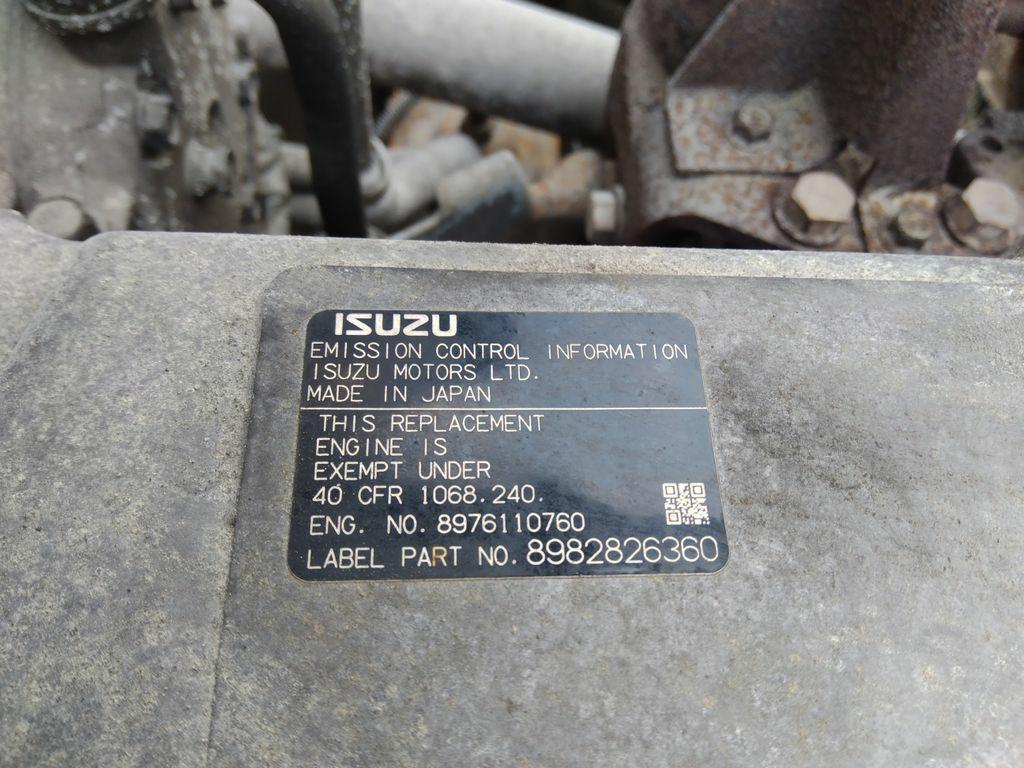 ISUZU
EMISSION CONTROL INFORMATION
ISUZU MOTORS LTD.
MADE IN JAPAN
THIS REPLACEMENT
ENGINE IS
EXEMPT UNDER
40 CFR 1068.240.
ENG. NO. 8976110760
LABEL PART NO. 8982826360